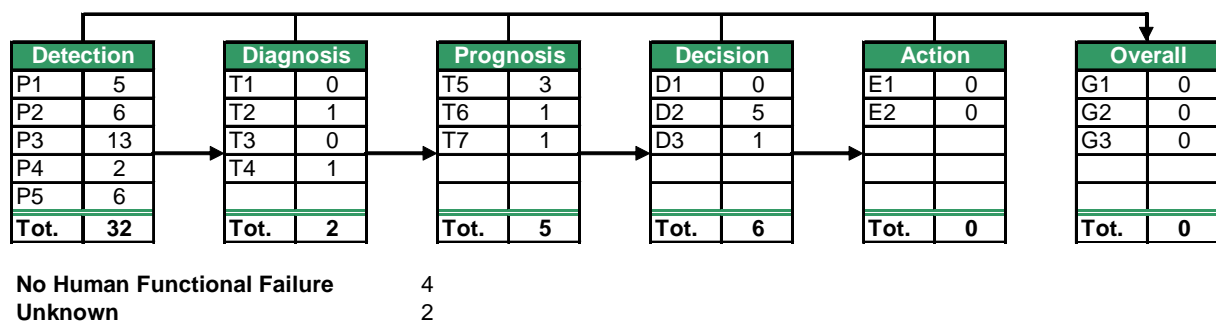 Detection Diagnosis Prognosis Decision Action Overall
P1 5 T1 0 T5 3 D1 0 E1 0 G1 0
P2 6 T2 1 T6 1 D2 5 E2 0 G2 0
P3 13 T3 0 T7 1 D3 1 G3 0
P4 2 T4 1
P5 6
Tot. 32 Tot. 2 Tot. 5 Tot. 6 Tot. 0 Tot. 0
No Human Functional Failure 4
Unknown 2